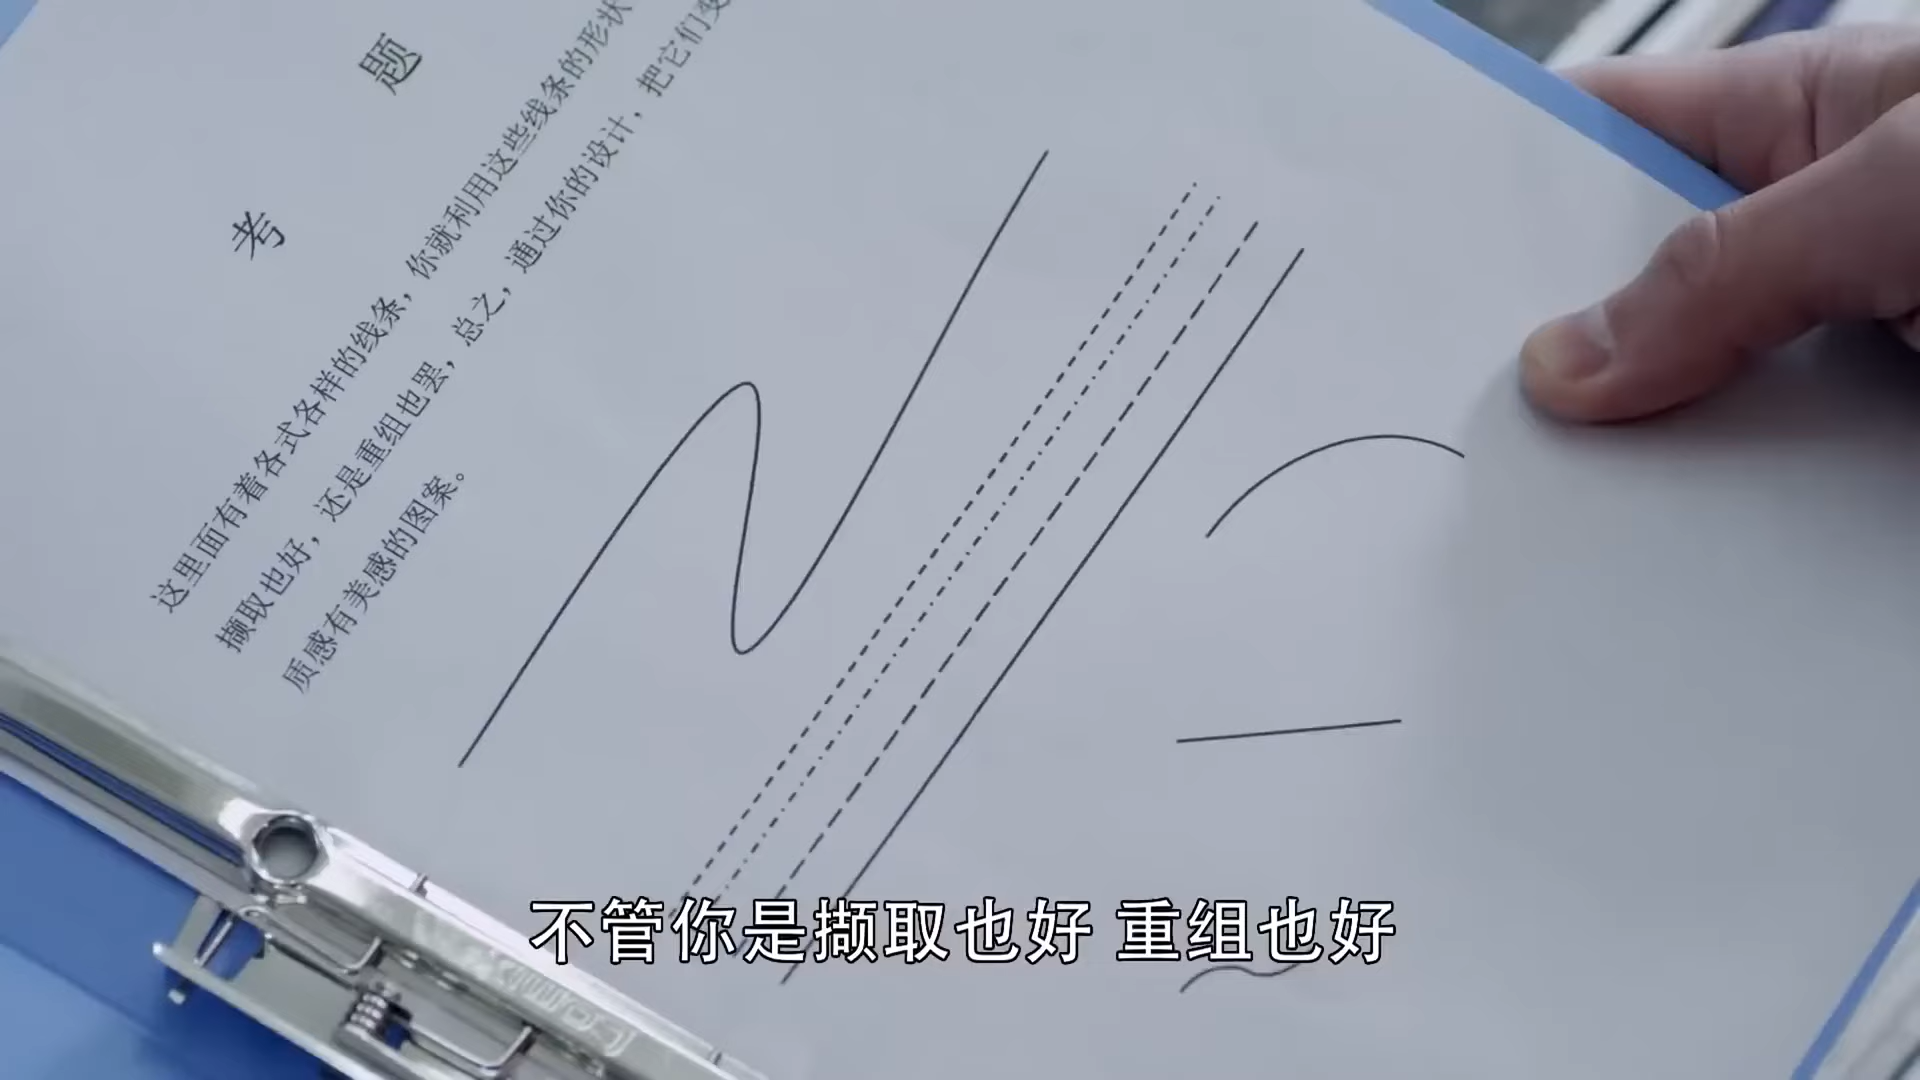 考 题
这里面有着各式各样的线条，你就利用这些线条的形状
撷取也好，还是重组也罢，总之，通过你的设计，把它们变
质感有美感的图案。
不管你是撷取也好 重组也好